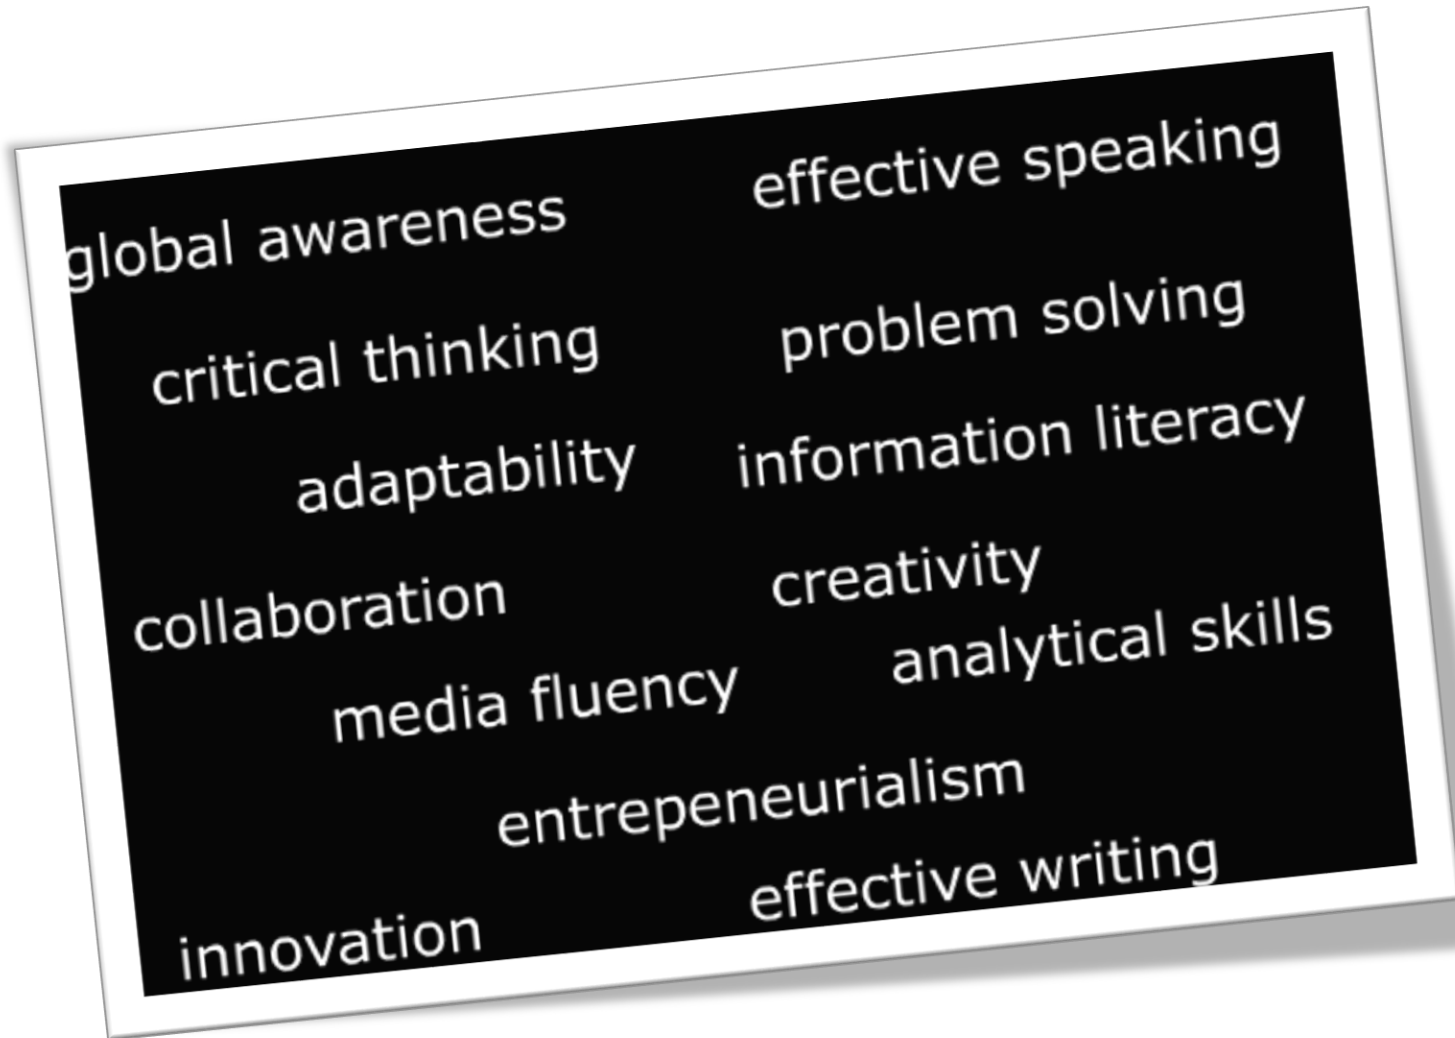 global awareness
effective speaking
critical thinking
problem solving
adaptability
information literacy
collaboration
creativity
media fluency
analytical skills
entrepeneurialism
innovation
effective writing